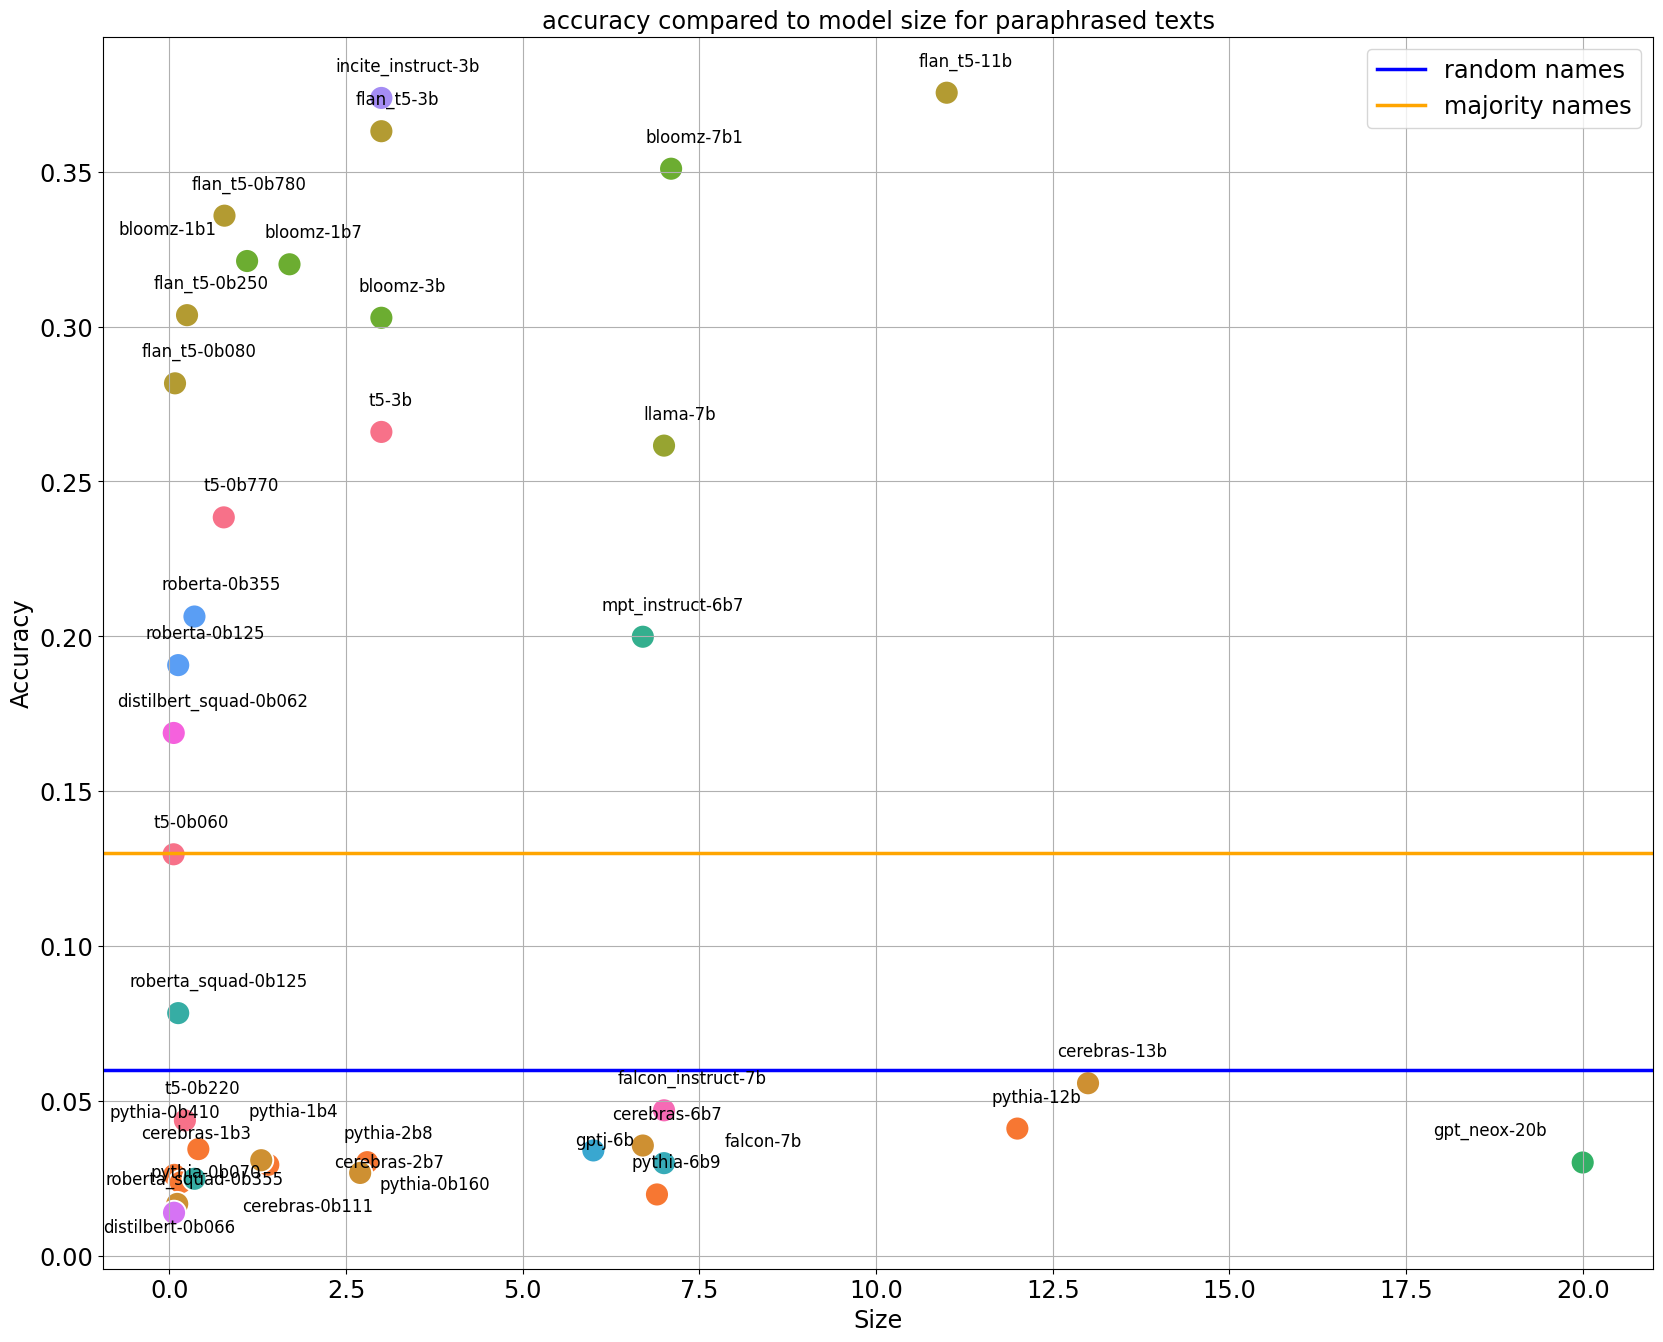 accuracy compared to model size for paraphrased texts
random names
majority names
incite_instruct-3b
flan_t5-11b
flan_t5-3b
bloomz-7b1
flan_t5-0b780
bloomz-1b1
bloomz-1b7
flan_t5-0b250
bloomz-3b
flan_t5-0b080
t5-3b
llama-7b
t5-0b770
roberta-0b355
mpt_instruct-6b7
roberta-0b125
distilbert_squad-0b062
t5-0b060
roberta_squad-0b125
cerebras-13b
falcon_instruct-7b
t5-0b220
pythia-12b
pythia-0b410
pythia-1b4
cerebras-6b7
cerebras-1b3
pythia-2b8
gptj-6b
falcon-7b
gpt_neox-20b
pythia-0b070
cerebras-2b7
pythia-6b9
roberta_squad-0b355
pythia-0b160
cerebras-0b111
distilbert-0b066
Accuracy
0.35
0.30
0.25
0.20
0.15
0.10
0.05
0.00
0.0 2.5 5.0 7.5 10.0 12.5 15.0 17.5 20.0
Size